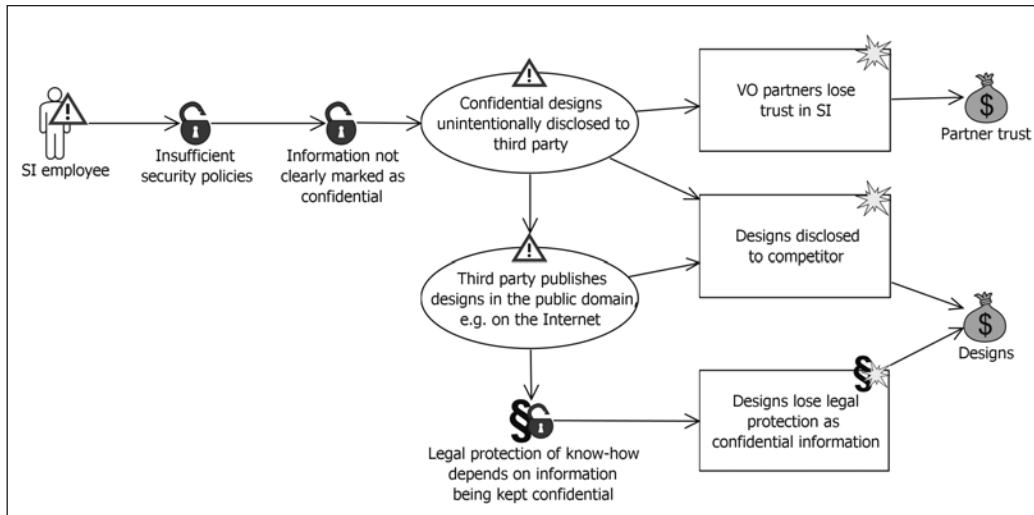 SI employee
Insufficient
security policies
Information not
clearly marked as
confidential
Confidential designs
unintentionally disclosed to
third party
VO partners lose
trust in SI
$
Partner trust
Third party publishes
designs in the public domain,
e.g. on the Internet
Designs disclosed
to competitor
$
Designs
§
Legal protection of know-how
depends on information
being kept confidential
§
Designs lose legal
protection as
confidential information